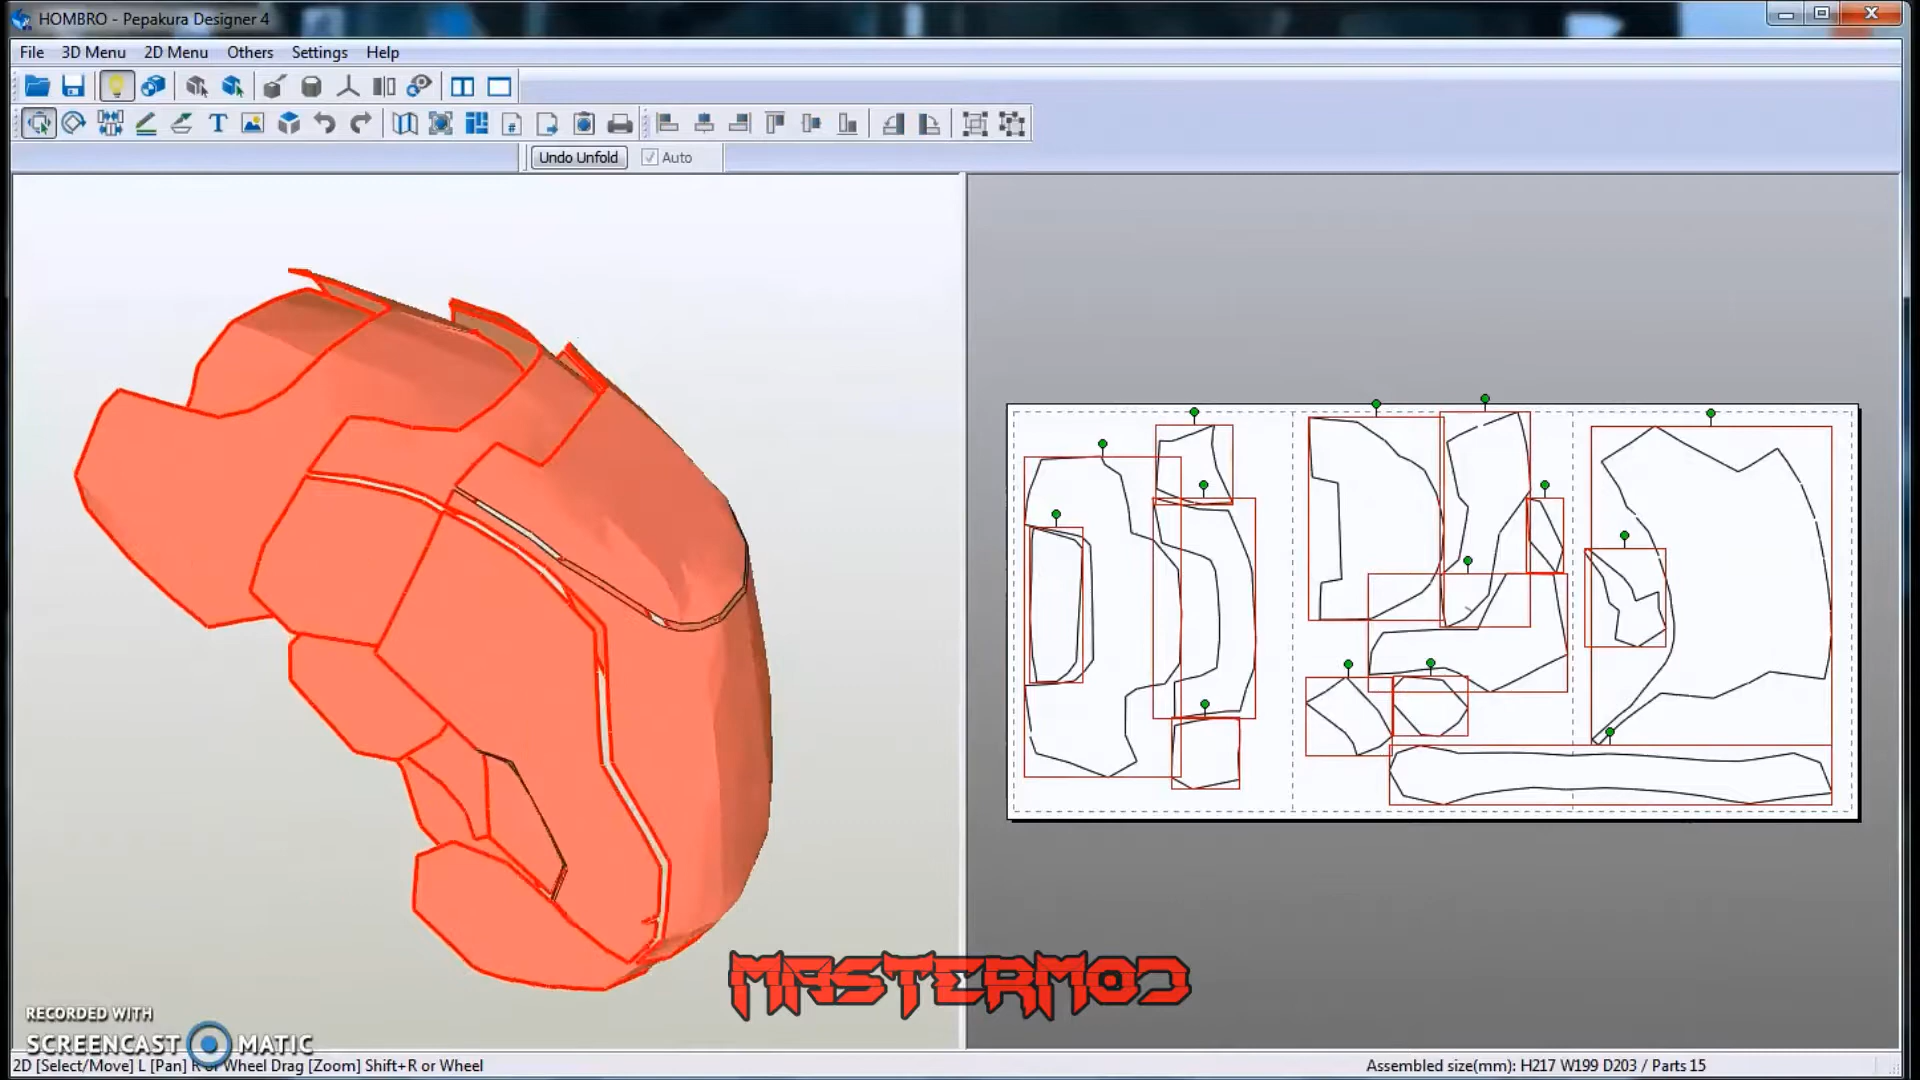 HOMBRO - Pepakura Designer 4
File 3D Menu 2D Menu Others Settings Help
Undo Unfold Auto
MASTERMOD
RECORDED WITH
SCREENCAST MATIC
2D [Select/Move] L [Pan] R or Wheel Drag [Zoom] Shift+R or Wheel
Assembled size(mm): H217 W199 D203 / Parts 15